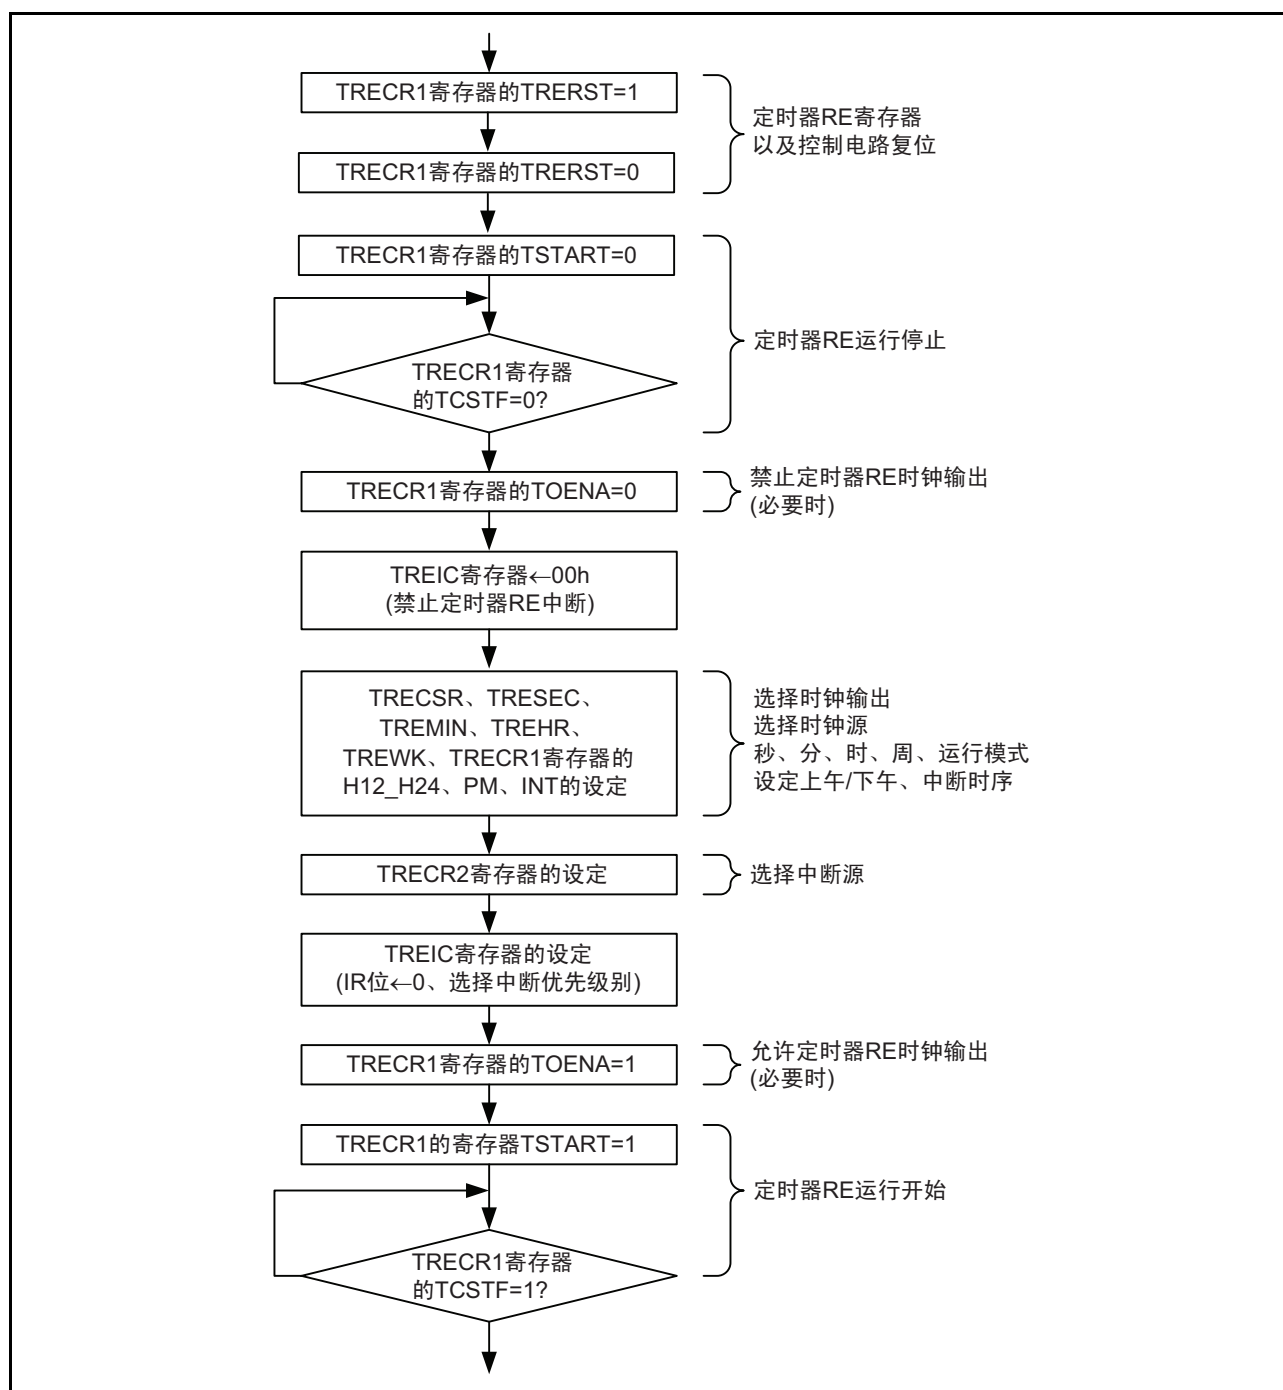 TRECR1寄存器的TRERST=1
定时器RE寄存器
以及控制电路复位
TRECR1寄存器的TRERST=0
TRECR1寄存器的TSTART=0
定时器RE运行停止
TRECR1寄存器
的TCSTF=0?
TRECR1寄存器的TOENA=0
禁止定时器RE时钟输出
(必要时)
TREIC寄存器←00h
(禁止定时器RE中断)
TRECSR、TRESEC、
TREMIN、TREHR、
TREWK、TRECR1寄存器的
H12_H24、PM、INT的设定
选择时钟输出
选择时钟源
秒、分、时、周、运行模式
设定上午/下午、中断时序
TRECR2寄存器的设定
选择中断源
TREIC寄存器的设定
(IR位←0、选择中断优先级别)
TRECR1寄存器的TOENA=1
允许定时器RE时钟输出
(必要时)
TRECR1的寄存器TSTART=1
定时器RE运行开始
TRECR1寄存器
的TCSTF=1?